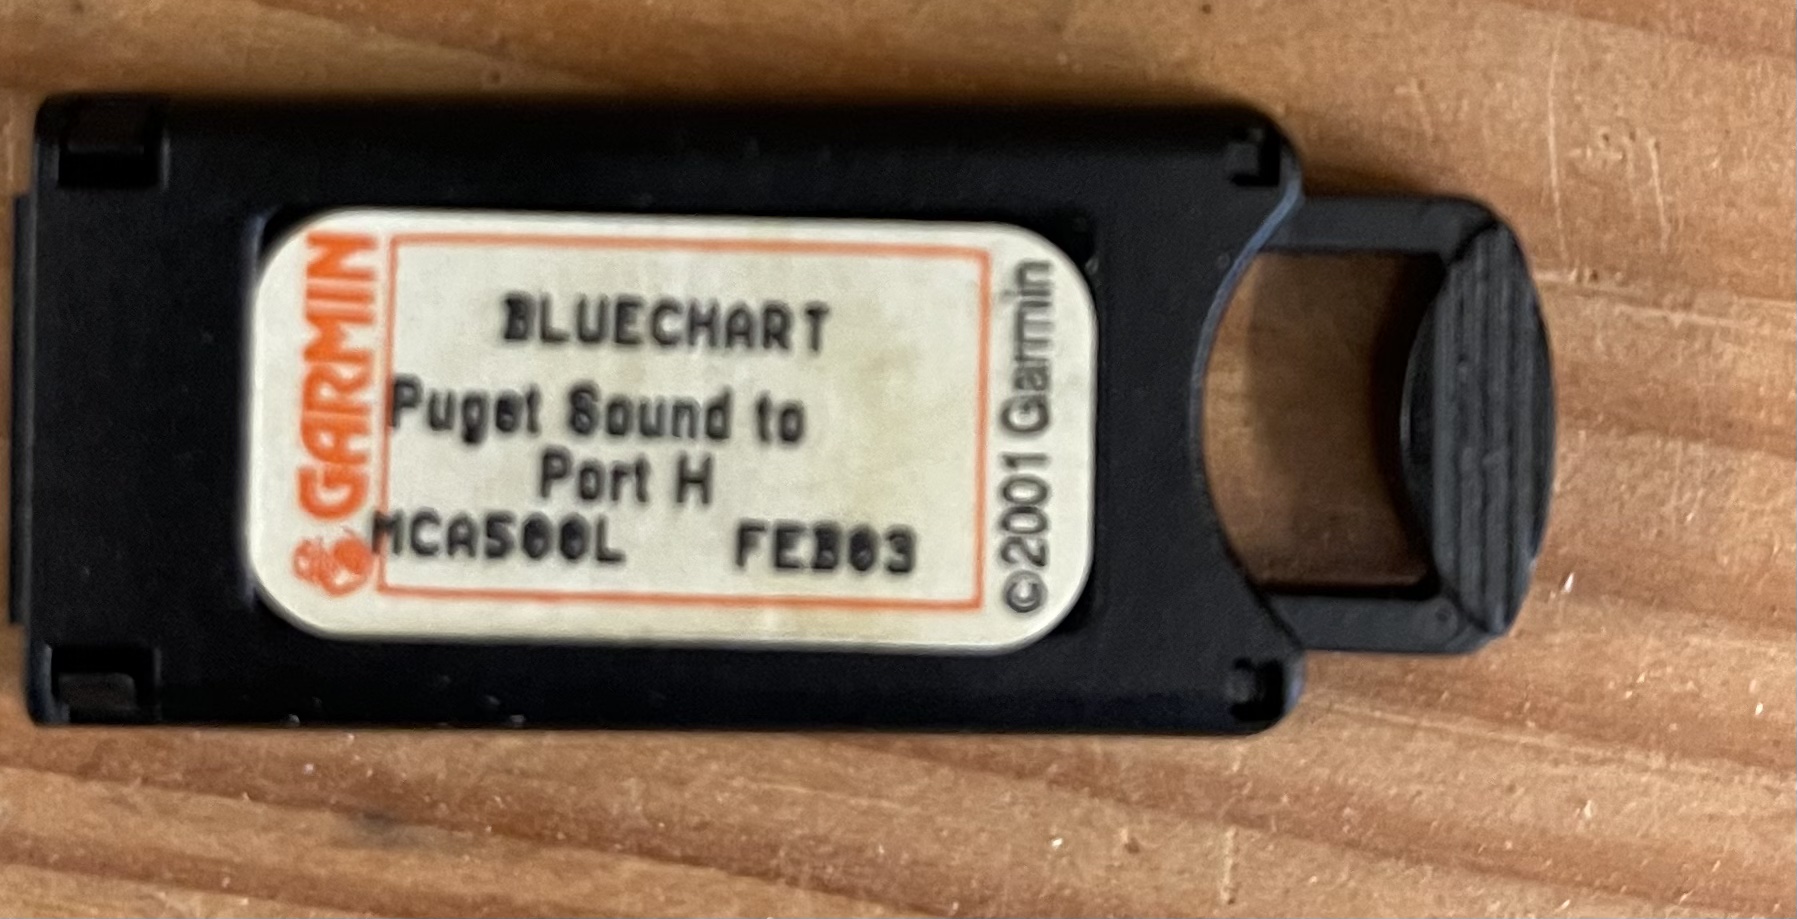 GARMIN
BLUECHART
Puget Sound to
Port H
MCA500L FEB03
©2001 Garmin